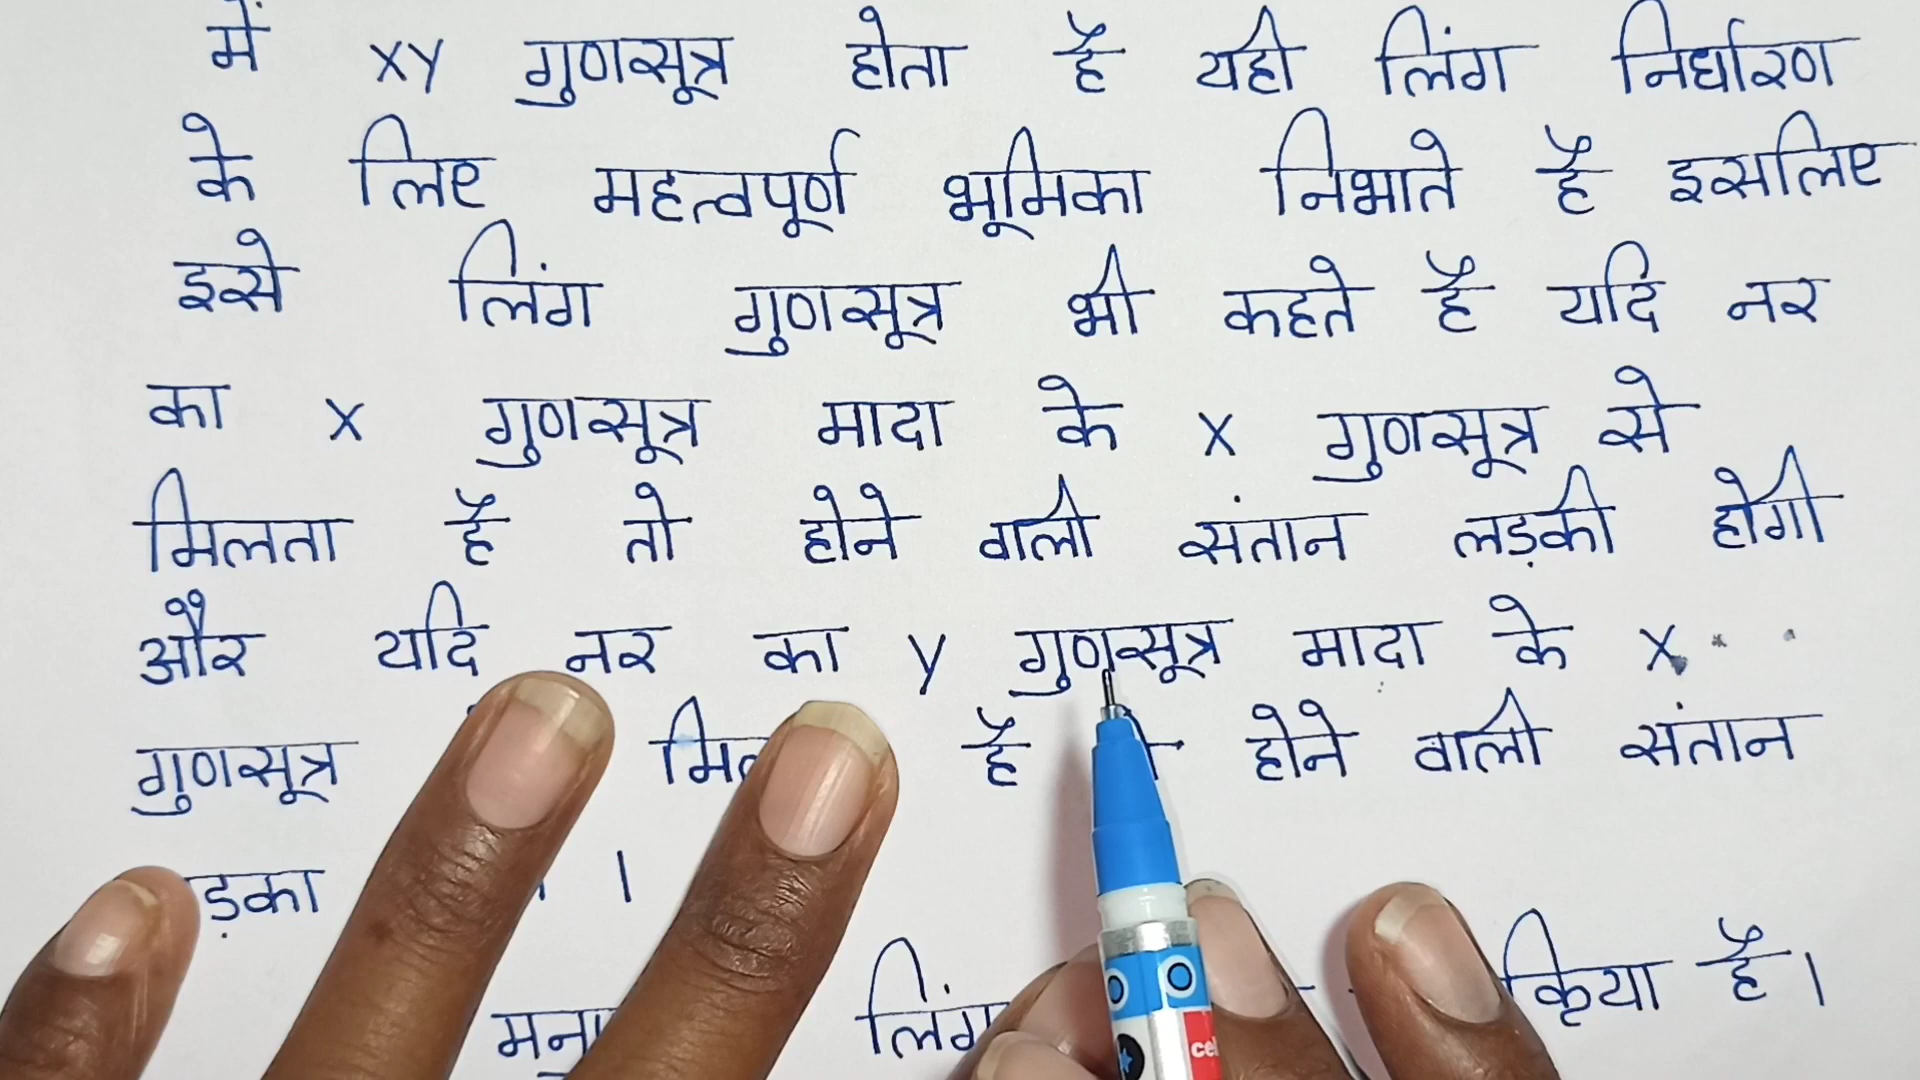 में XY गुणसूत्र होता है यही लिंग निर्धारण
के लिए महत्वपूर्ण भूमिका निभाते है इसलिए
इसे लिंग गुणसूत्र भी कहते है यदि नर
का X गुणसूत्र मादा के X गुणसूत्र से
मिलता है तो होने वाली संतान लड़की होगी
और यदि नर का Y गुणसूत्र मादा के X
गुणसूत्र है होने वाली संतान
ड़का ।
लिंग है ।